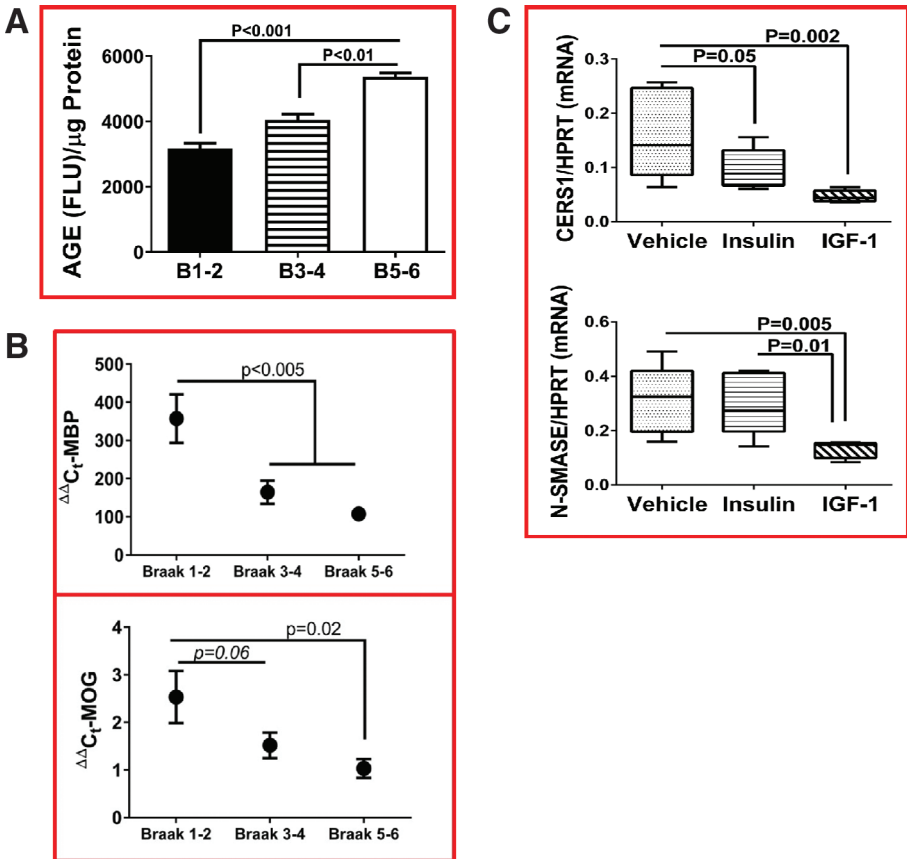 A
P<0.001
P<0.01
AGE (FLU)/μg Protein
6000
4000
2000
0
B1-2 B3-4 B5-6
B
p<0.005
ΔΔCt-MBP
500
400
300
200
100
0
Braak 1-2 Braak 3-4 Braak 5-6
p=0.02
p=0.06
ΔΔCt-MOG
4
3
2
1
0
Braak 1-2 Braak 3-4 Braak 5-6
C
P=0.002
P=0.05
CERS1/HPRT (mRNA)
0.3
0.2
0.1
0.0
Vehicle Insulin IGF-1
P=0.005
P=0.01
N-SMASE/HPRT (mRNA)
0.6
0.4
0.2
0.0
Vehicle Insulin IGF-1